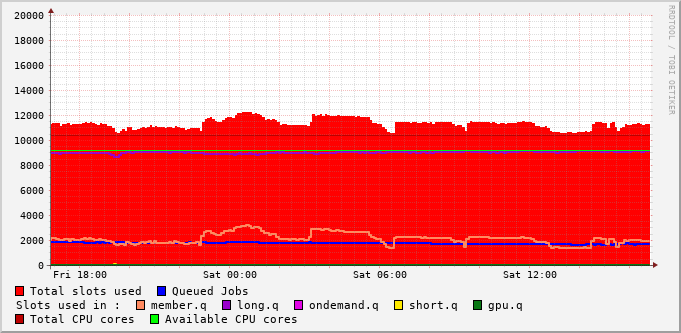 20000
18000
16000
14000
12000
10000
8000
6000
4000
2000
0
Fri 18:00 Sat 00:00 Sat 06:00 Sat 12:00
Total slots used Queued Jobs
Slots used in : member.q long.q ondemand.q short.q gpu.q
Total CPU cores Available CPU cores
RRDTOOL / TOBI OETIKER